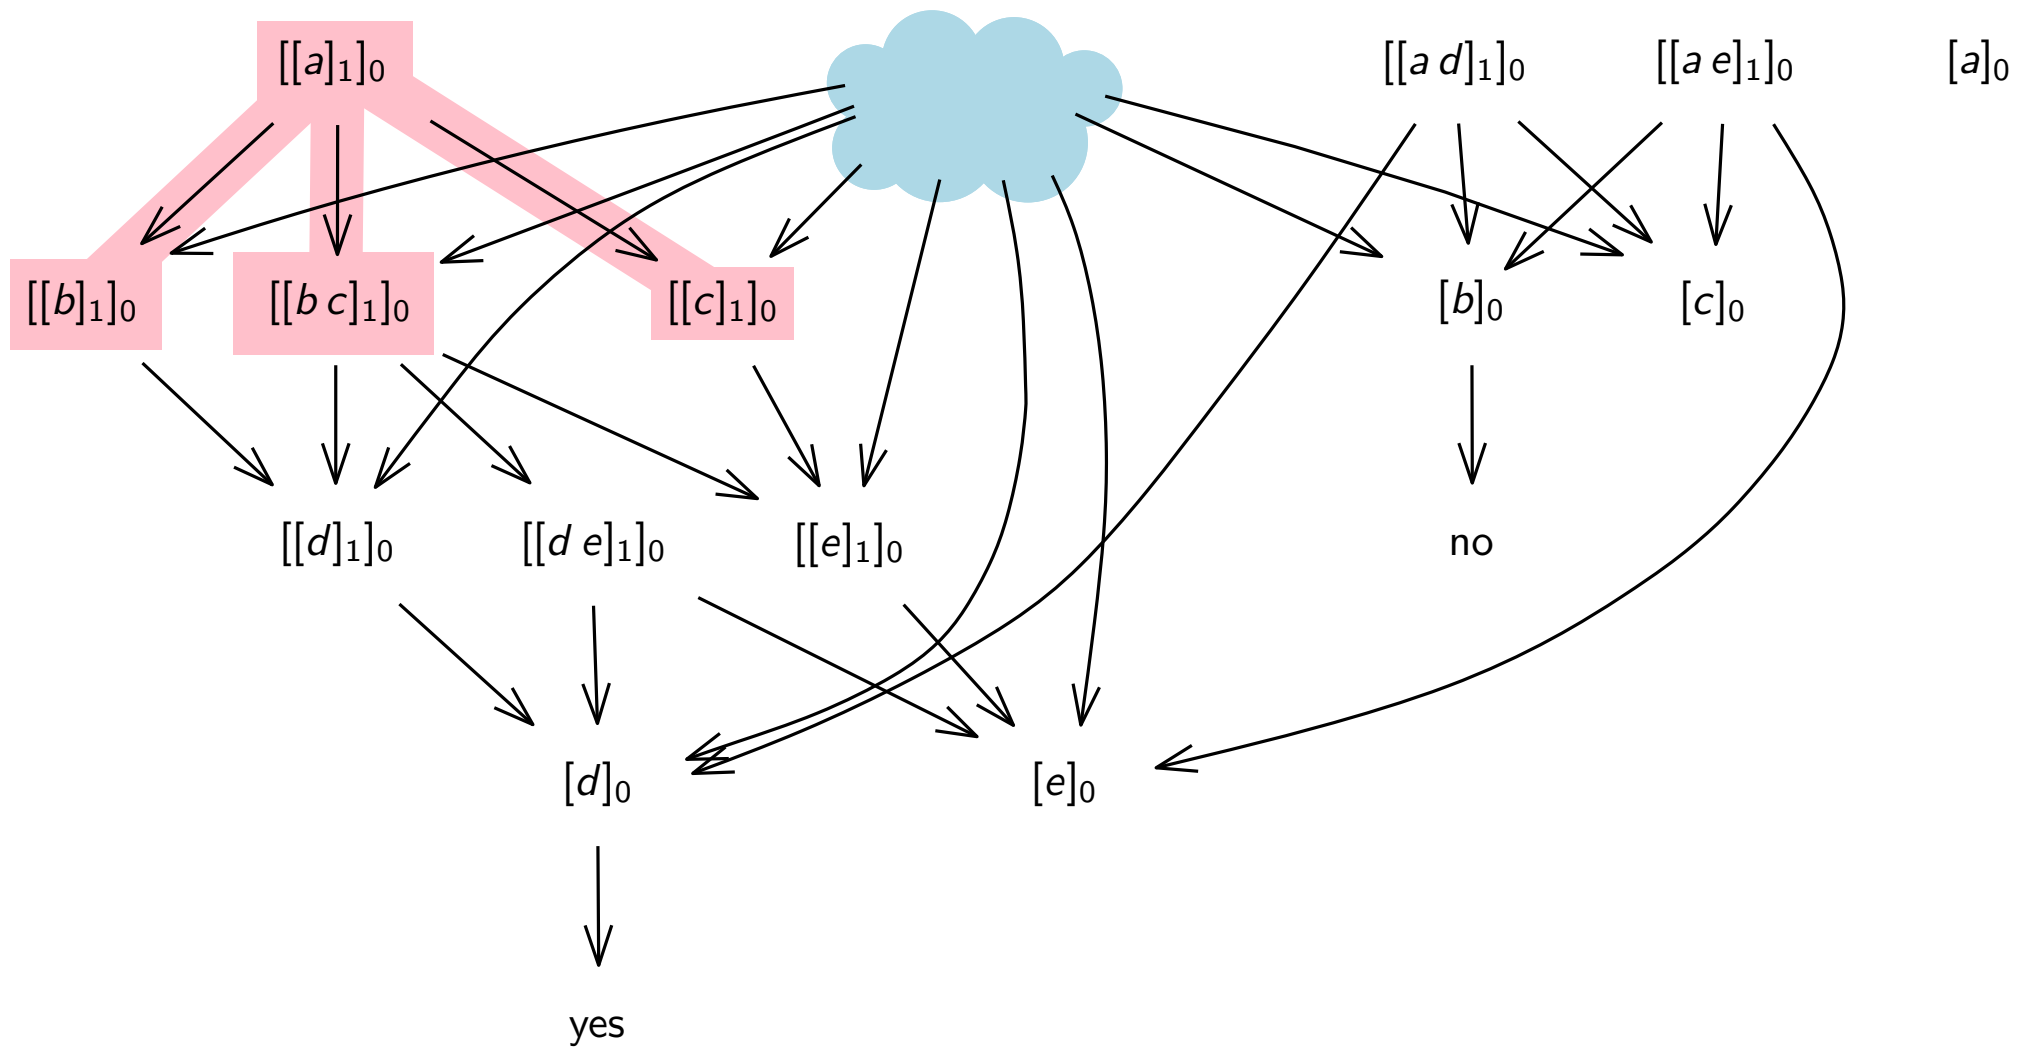 [[a]₁]₀ [[a d]₁]₀ [[a e]₁]₀ [a]₀
[[b]₁]₀ [[b c]₁]₀ [[c]₁]₀ [b]₀ [c]₀
[[d]₁]₀ [[d e]₁]₀ [[e]₁]₀ no
[d]₀ [e]₀
yes